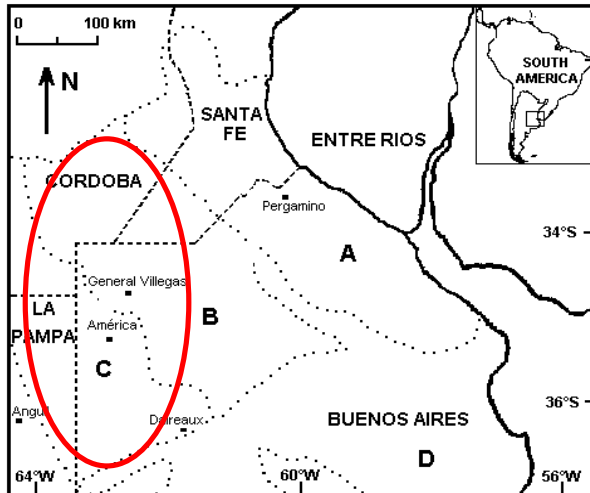 0 100 km
N
SOUTH
AMERICA
SANTA
FE
ENTRE RIOS
CORDOBA
Pergamino
34°S
A
General Villegas
LA
PAMPA
B
América
C
36°S
Angui
Daireaux
BUENOS AIRES
D
64°W
60°W
56°W